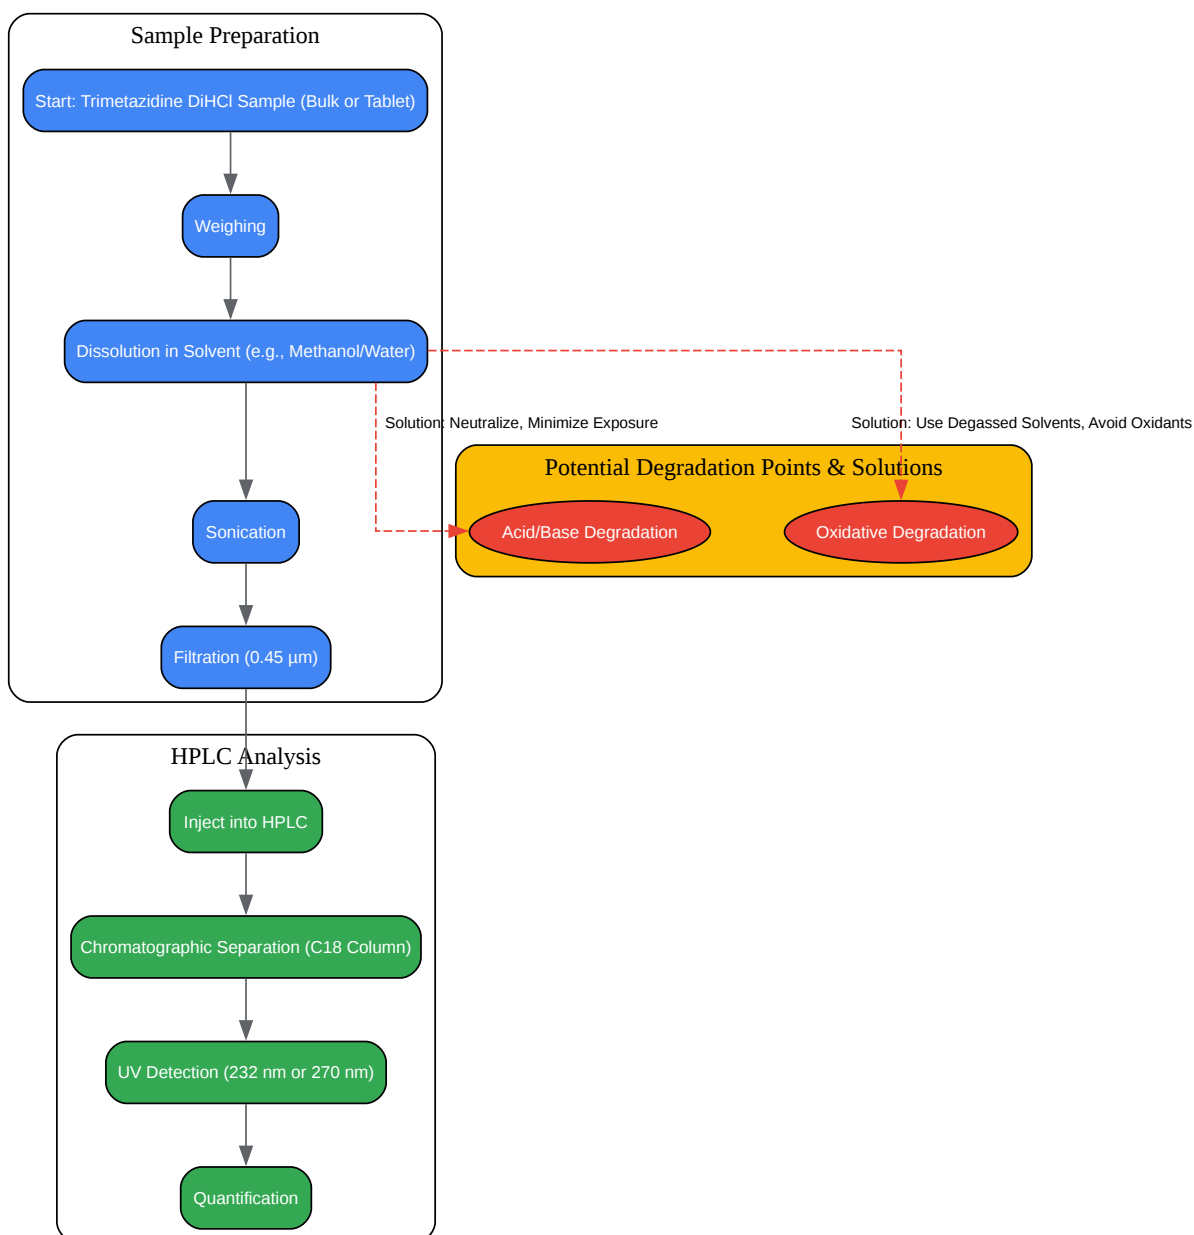 Sample Preparation
Start: Trimetazidine DiHCl Sample (Bulk or Tablet)
Weighing
Dissolution in Solvent (e.g., Methanol/Water)
Solution: Neutralize, Minimize Exposure
Solution: Use Degassed Solvents, Avoid Oxidants
Potential Degradation Points & Solutions
Acid/Base Degradation
Oxidative Degradation
Sonication
Filtration (0.45 µm)
HPLC Analysis
Inject into HPLC
Chromatographic Separation (C18 Column)
UV Detection (232 nm or 270 nm)
Quantification